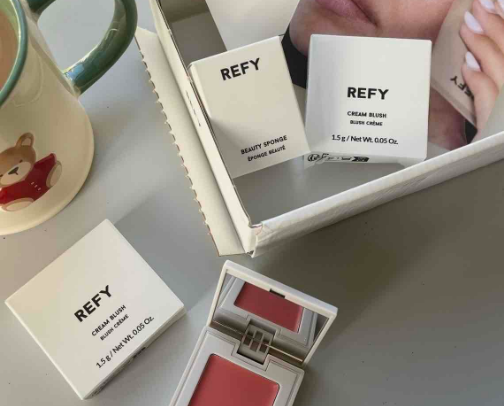 REFY
BEAUTY SPONGE
ÉPONGE BEAUTÉ
REFY
CREAM BLUSH
BLUSH CRÈME
1.5 g / Net Wt. 0.05 Oz.
REFY
REFY
CREAM BLUSH
BLUSH CRÈME
1.5 g / Net Wt. 0.05 Oz.